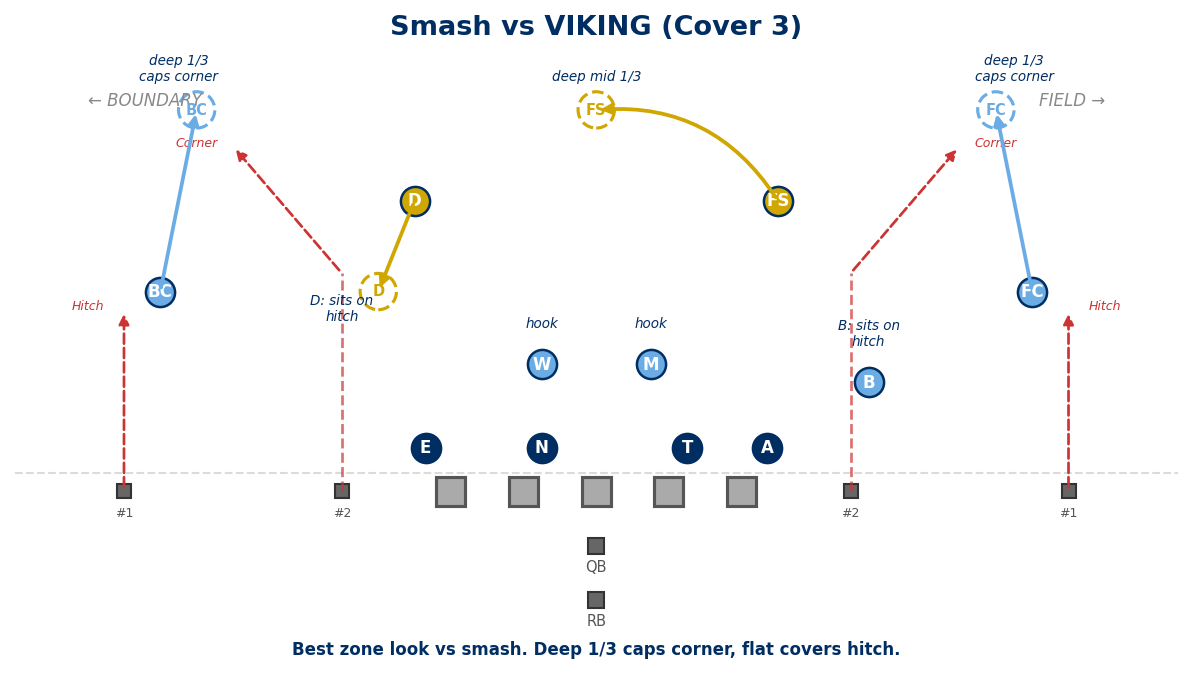 Smash vs VIKING (Cover 3)
deep 1/3
caps corner
deep mid 1/3
deep 1/3
caps corner
← BOUNDARY
BC
FS
FC
FIELD →
Corner
Corner
D
FS
BC
D
FC
Hitch
D: sits on
hitch
Hitch
hook
hook
B: sits on
hitch
W
M
B
E
N
T
A
#1
#2
#2
#1
QB
RB
Best zone look vs smash. Deep 1/3 caps corner, flat covers hitch.